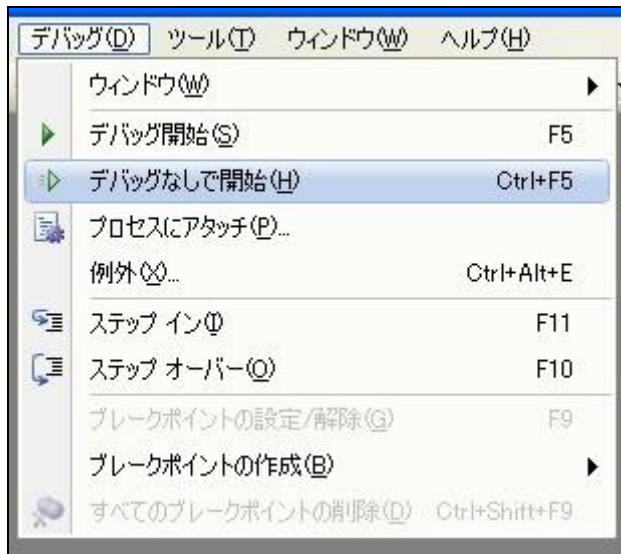 デバッグ(D) ツール(T) ウィンドウ(W) ヘルプ(H)
ウィンドウ(W)
デバッグ開始(S) F5
デバッグなしで開始(H) Ctrl+F5
プロセスにアタッチ(P)...
例外(X)... Ctrl+Alt+E
ステップ イン(I) F11
ステップ オーバー(O) F10
ブレークポイントの設定/解除(G) F9
ブレークポイントの作成(B)
すべてのブレークポイントの削除(D) Ctrl+Shift+F9